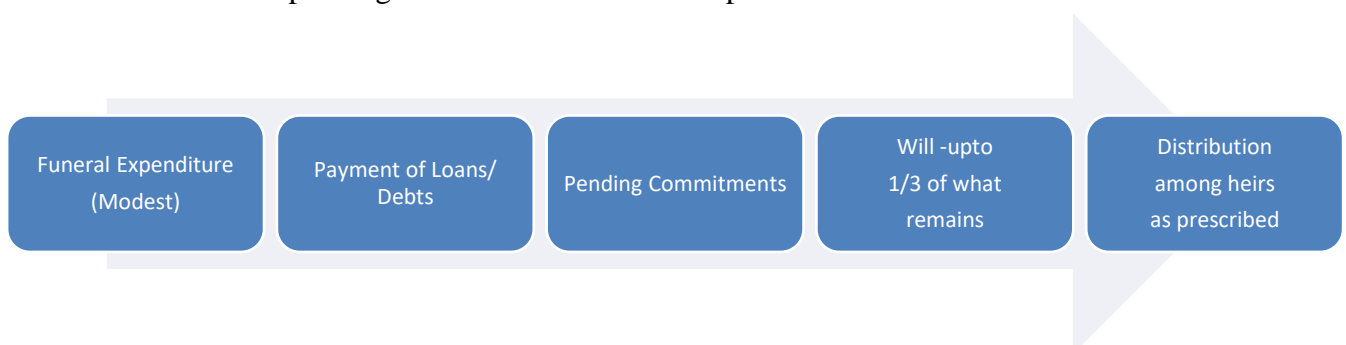 Funeral Expenditure
(Modest)
Payment of Loans/
Debts
Pending Commitments
Will -upto
1/3 of what
remains
Distribution
among heirs
as prescribed